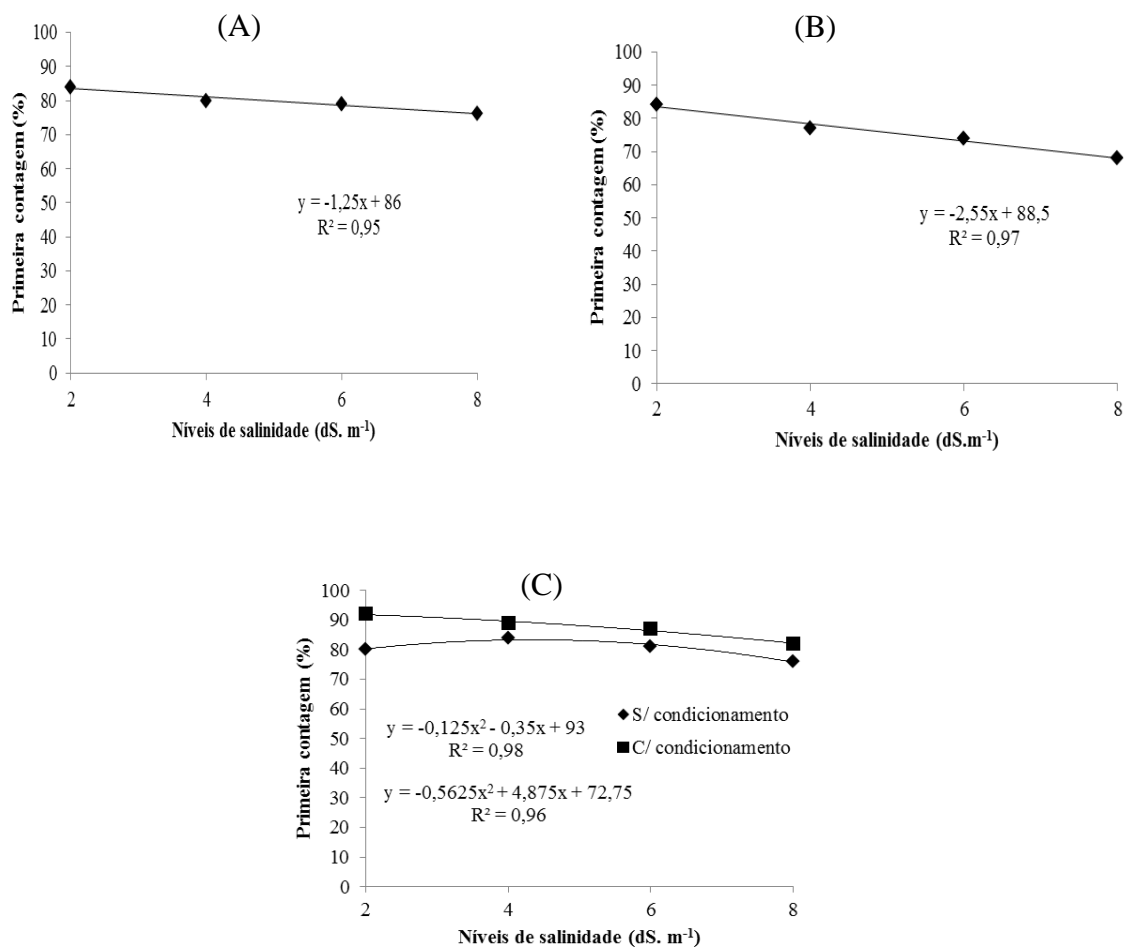 (A)
Primeira contagem (%)
100
90
80
70
60
50
40
30
20
10
0
y = -1,25x + 86
R² = 0,95
2 4 6 8
Níveis de salinidade (dS. m⁻¹)
(B)
Primeira contagem (%)
100
90
80
70
60
50
40
30
20
10
0
y = -2,55x + 88,5
R² = 0,97
2 4 6 8
Níveis de salinidade (dS.m⁻¹)
(C)
Primeira contagem (%)
100
90
80
70
60
50
40
30
20
10
0
S/ condicionamento
C/ condicionamento
y = -0,125x² - 0,35x + 93
R² = 0,98
y = -0,5625x² + 4,875x + 72,75
R² = 0,96
2 4 6 8
Níveis de salinidade (dS. m⁻¹)